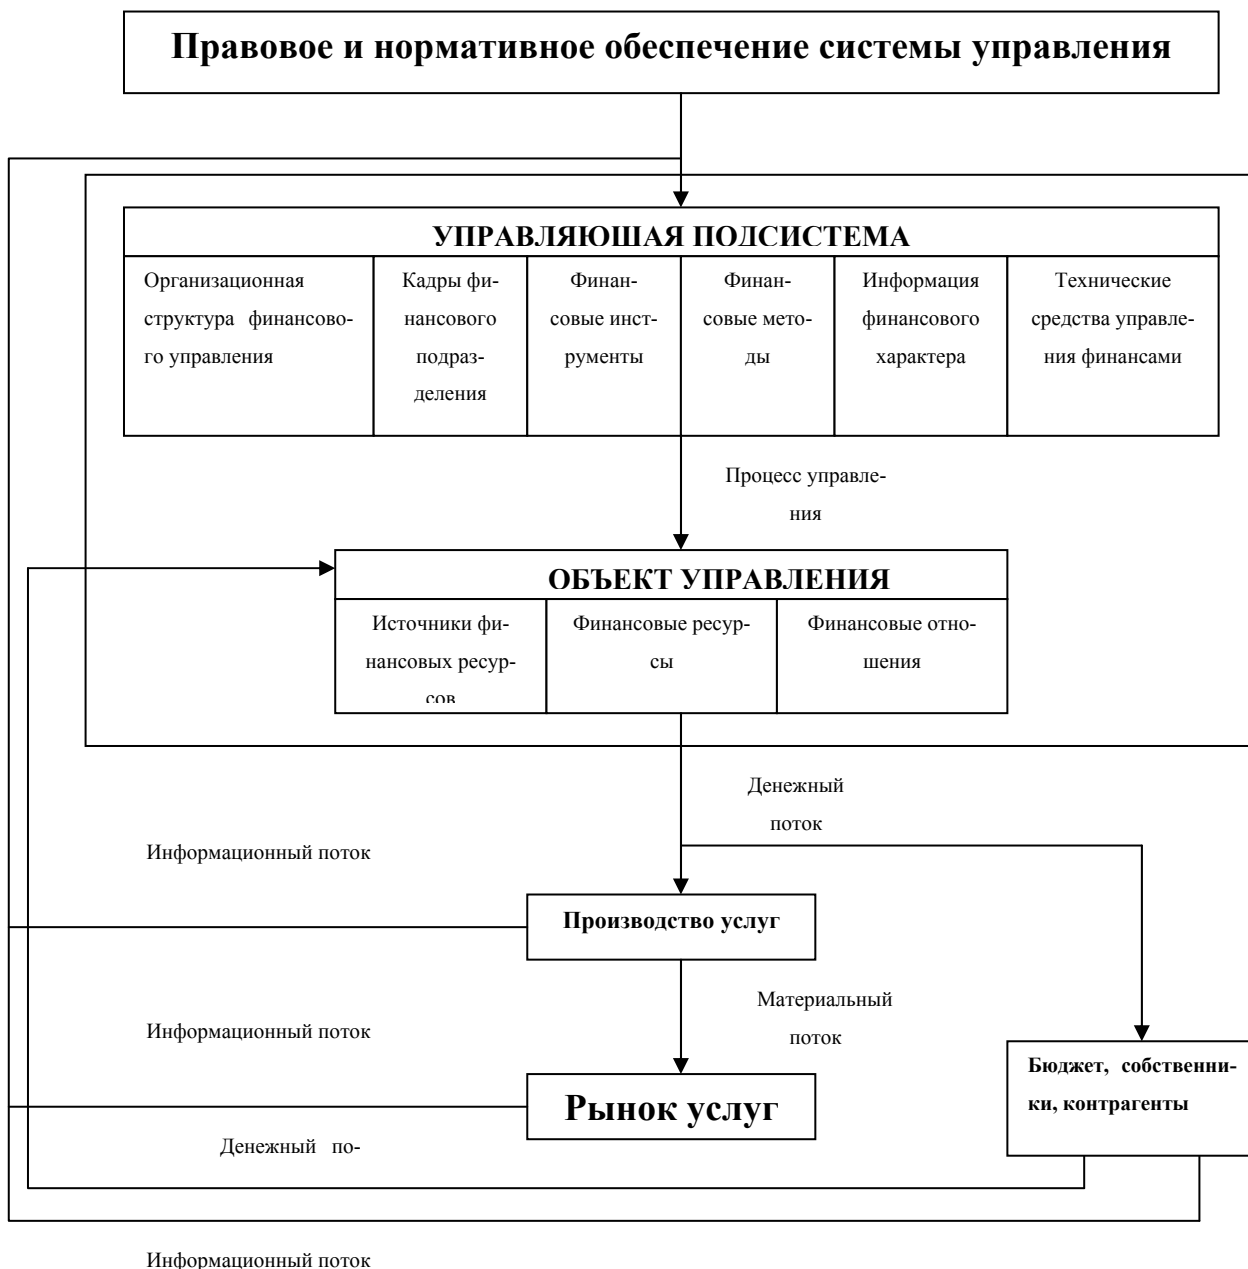 Правовое и нормативное обеспечение системы управления
УПРАВЛЯЮЩАЯ ПОДСИСТЕМА
Организационная
структура финансово-
го управления
Кадры фи-
нансового
подраз-
деления
Финан-
совые инст-
рументы
Финан-
совые мето-
ды
Информация
финансового
характера
Технические
средства управле-
ния финансами
Процесс управле-
ния
ОБЪЕКТ УПРАВЛЕНИЯ
Источники фи-
нансовых ресур-
сов
Финансовые ресур-
сы
Финансовые отно-
шения
Денежный
поток
Информационный поток
Производство услуг
Материальный
поток
Информационный поток
Бюджет, собственни-
ки, контрагенты
Рынок услуг
Денежный по-
Информационный поток